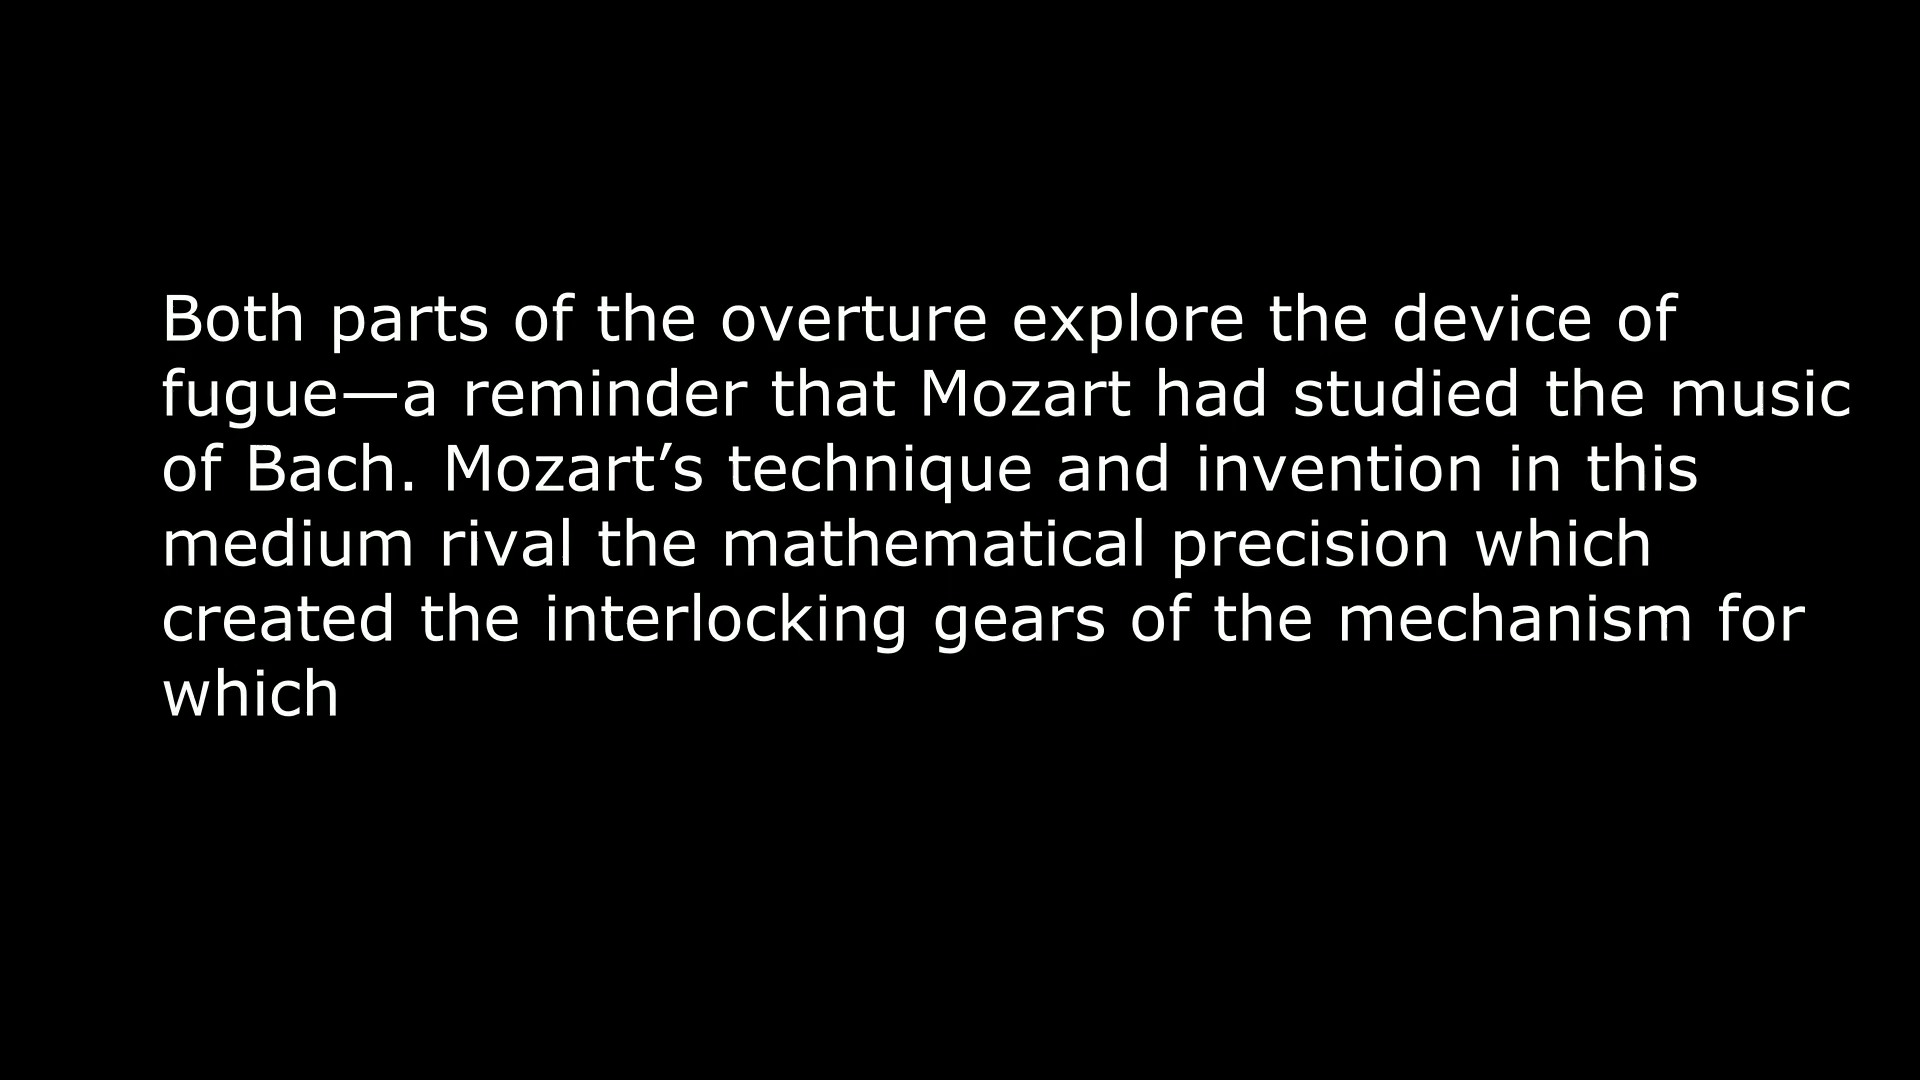 Both parts of the overture explore the device of
fugue—a reminder that Mozart had studied the music
of Bach. Mozart’s technique and invention in this
medium rival the mathematical precision which
created the interlocking gears of the mechanism for
which